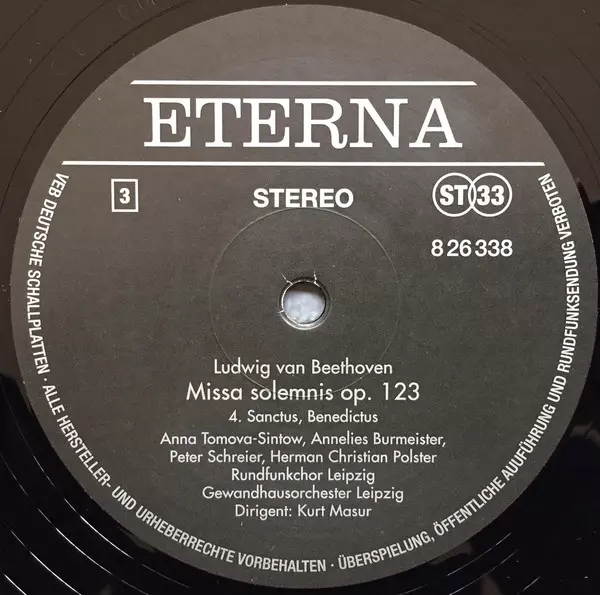 ETERNA
3
STEREO
ST 33
8 26 338
Ludwig van Beethoven
Missa solemnis op. 123
4. Sanctus, Benedictus
Anna Tomova-Sintow, Annelies Burmeister,
Peter Schreier, Herman Christian Polster
Rundfunkchor Leipzig
Gewandhausorchester Leipzig
Dirigent: Kurt Masur
VEB DEUTSCHE SCHALLPLATTEN · ALLE HERSTELLER- UND URHEBERRECHTE VORBEHALTEN · ÜBERSPIELUNG, ÖFFENTLICHE AUUFÜHRUNG UND RUNDFUNKSENDUNG VERBOTEN